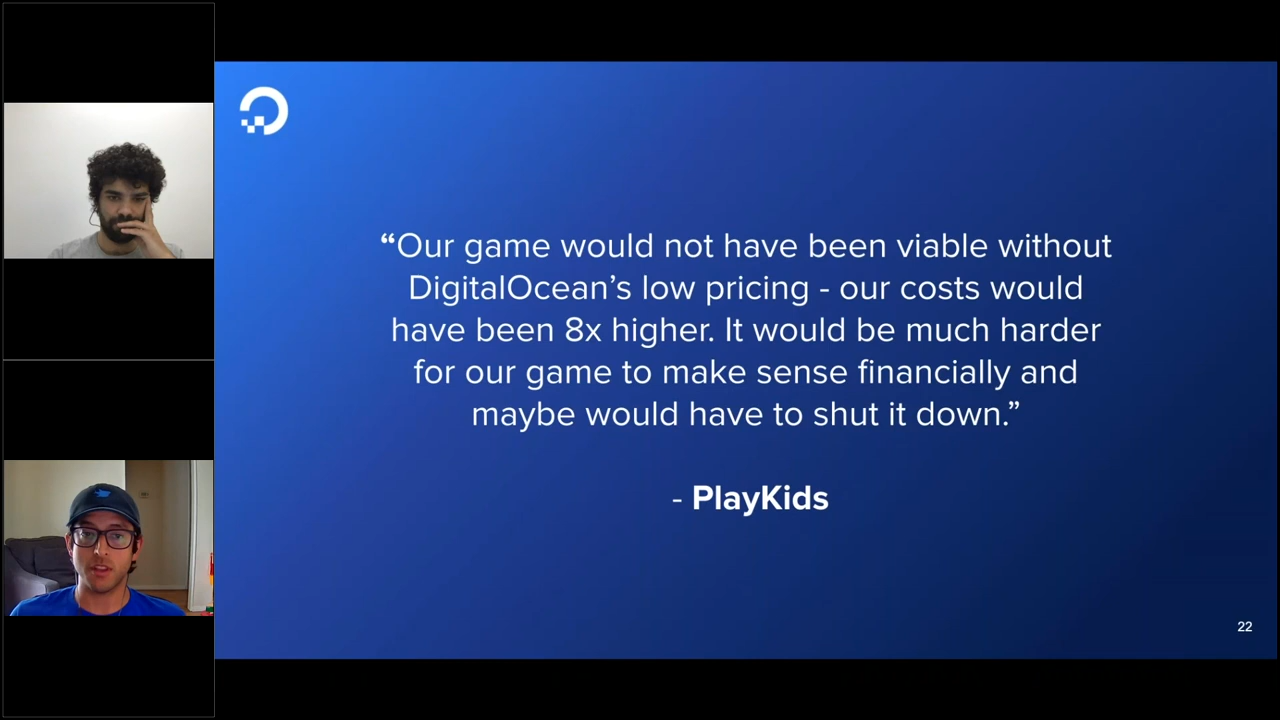 “Our game would not have been viable without
DigitalOcean’s low pricing - our costs would
have been 8x higher. It would be much harder
for our game to make sense financially and
maybe would have to shut it down.”
- PlayKids
22